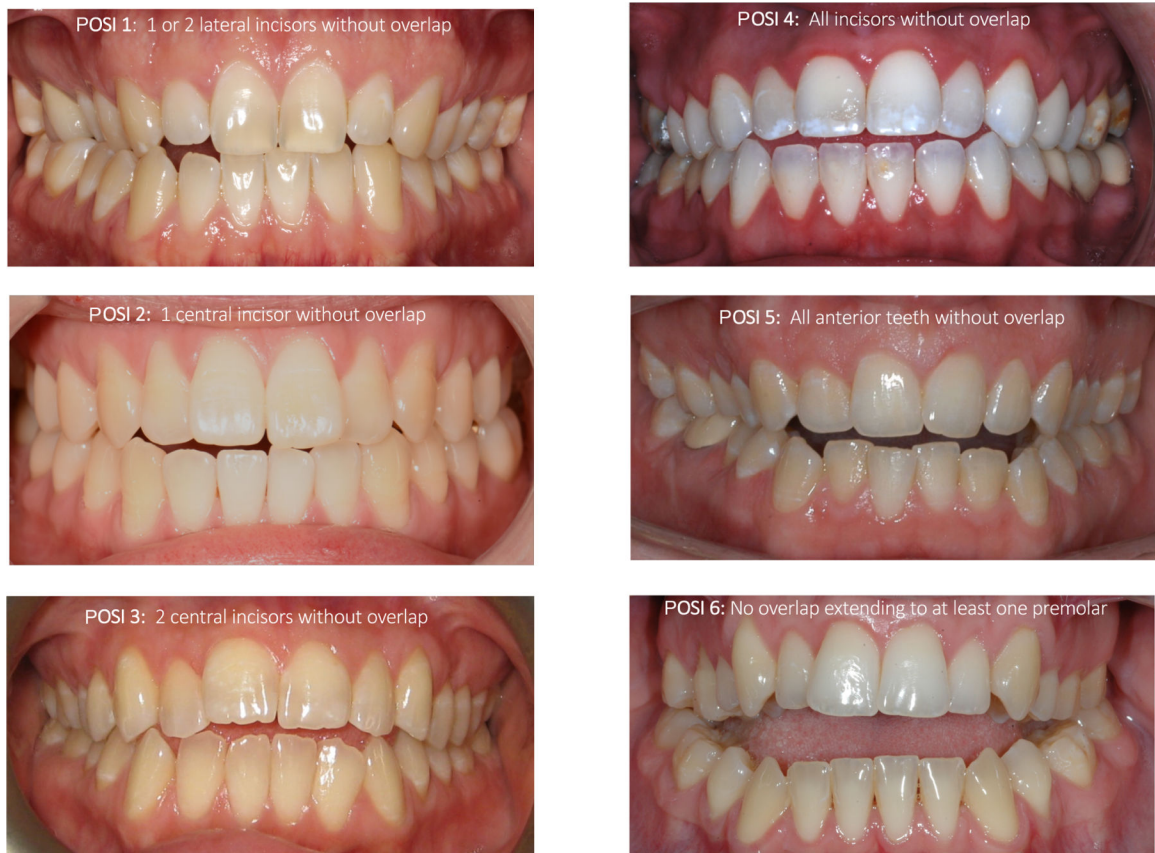 POSI 1: 1 or 2 lateral incisors without overlap
POSI 4: All incisors without overlap
POSI 2: 1 central incisor without overlap
POSI 5: All anterior teeth without overlap
POSI 3: 2 central incisors without overlap
POSI 6: No overlap extending to at least one premolar